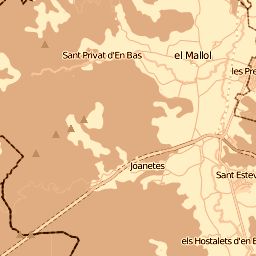 Sant Privat d'En Bas
el Mallol
les Pre
Joanetes
Sant Estev
els Hostalets d'en B